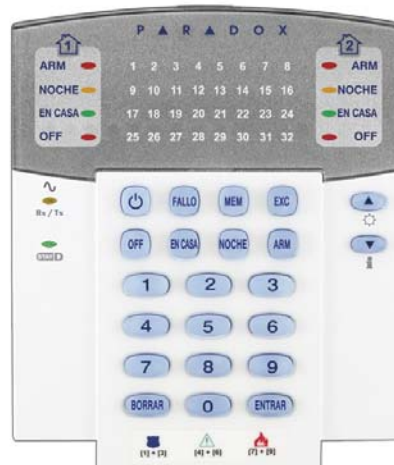 PARADOX
1 2
ARM 1 2 3 4 5 6 7 8 ARM
NOCHE 9 10 11 12 13 14 15 16 NOCHE
EN CASA 17 18 19 20 21 22 23 24 EN CASA
OFF 25 26 27 28 29 30 31 32 OFF
FALLO MEM EXC
Rx / Tx
OFF EN CASA NOCHE ARM
STAY D
1 2 3
4 5 6
7 8 9
BORRAR 0 ENTRAR
[1] + [3] [4] + [6] [7] + [9]